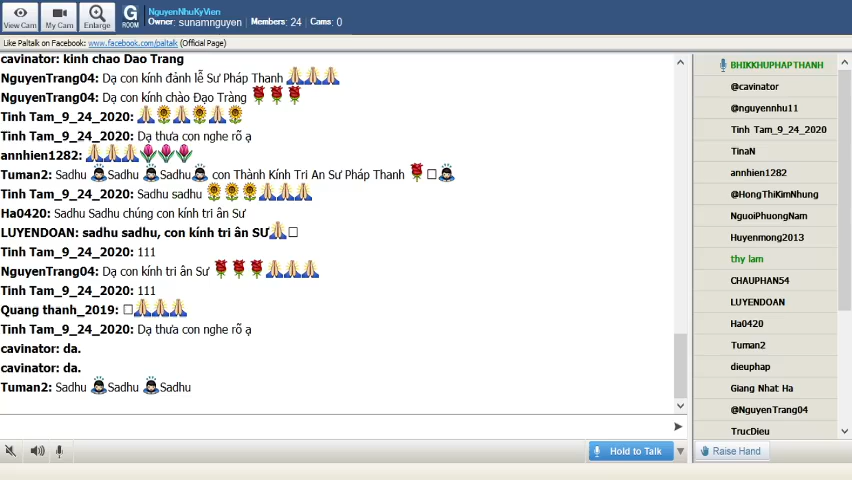 View Cam
My Cam
Enlarge
G ROOM
NguyenNhuKyVien
Owner: sunamnguyen Members: 24 Cams: 0
Like Paltalk on Facebook: www.facebook.com/paltalk (Official Page)
cavinator: kinh chao Dao Trang
NguyenTrang04: Dạ con kính đảnh lễ Sư Pháp Thanh 🙏🙏🙏
NguyenTrang04: Dạ con kính chào Đạo Tràng 🌹🌹🌹
Tinh Tam_9_24_2020: 🙏🌻🙏🌻🙏🌻
Tinh Tam_9_24_2020: Dạ thưa con nghe rõ ạ
annhien1282: 🙏🙏🙏🌷🌷🌷
Tuman2: Sadhu 🙇Sadhu 🙇Sadhu 🙇 con Thành Kính Tri Ân Sư Pháp Thanh 🌹□🙇
Tinh Tam_9_24_2020: Sadhu sadhu 🌻🌻🌻🙏🙏🙏
Ha0420: Sadhu Sadhu chúng con kính tri ân Sư
LUYENDOAN: sadhu sadhu, con kính tri ân SƯ🙏□
Tinh Tam_9_24_2020: 111
NguyenTrang04: Dạ con kính tri ân Sư 🌹🌹🌹🙏🙏🙏
Tinh Tam_9_24_2020: 111
Quang thanh_2019: □🙏🙏🙏
Tinh Tam_9_24_2020: Dạ thưa con nghe rõ ạ
cavinator: da.
cavinator: da.
Tuman2: Sadhu 🙇Sadhu 🙇Sadhu
Hold to Talk
BHIKKHUPHAPTHANH
@cavinator
@nguyennhu11
Tinh Tam_9_24_2020
TinaN
annhien1282
@HongThiKimNhung
NguoiPhuongNam
Huyenmong2013
thy lam
CHAUPHAN54
LUYENDOAN
Ha0420
Tuman2
dieuphap
Giang Nhat Ha
@NguyenTrang04
TrucDieu
Raise Hand